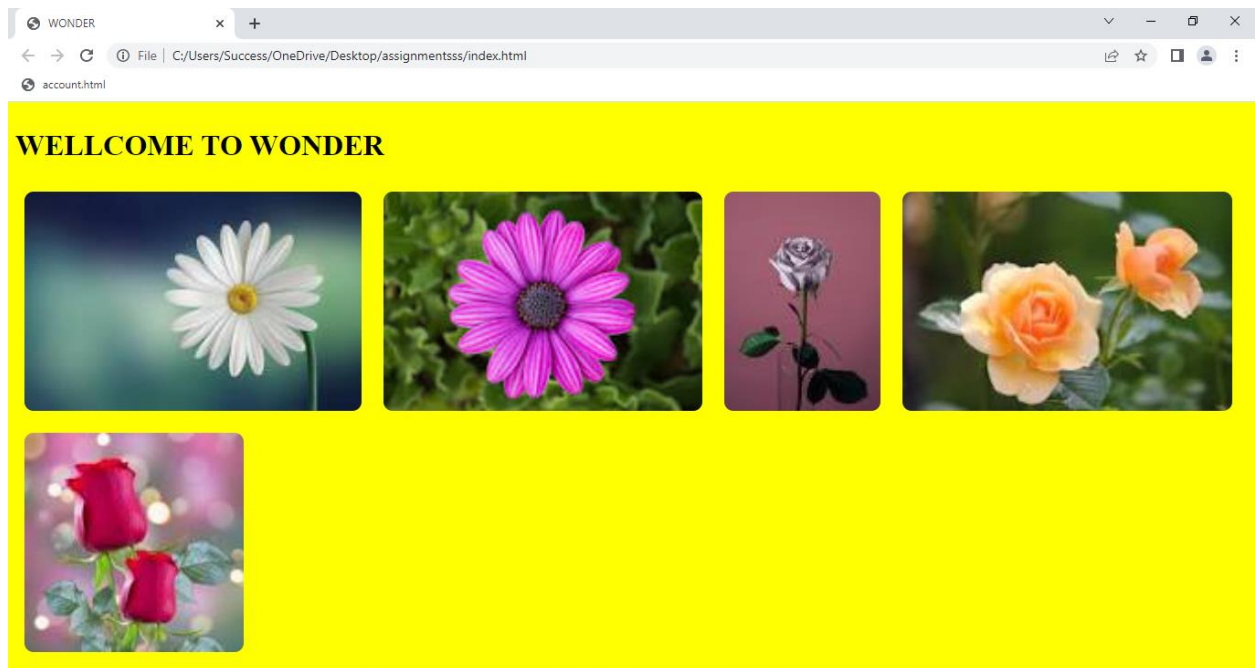 WONDER
File | C:/Users/Success/OneDrive/Desktop/assignmentsss/index.html
account.html
WELLCOME TO WONDER